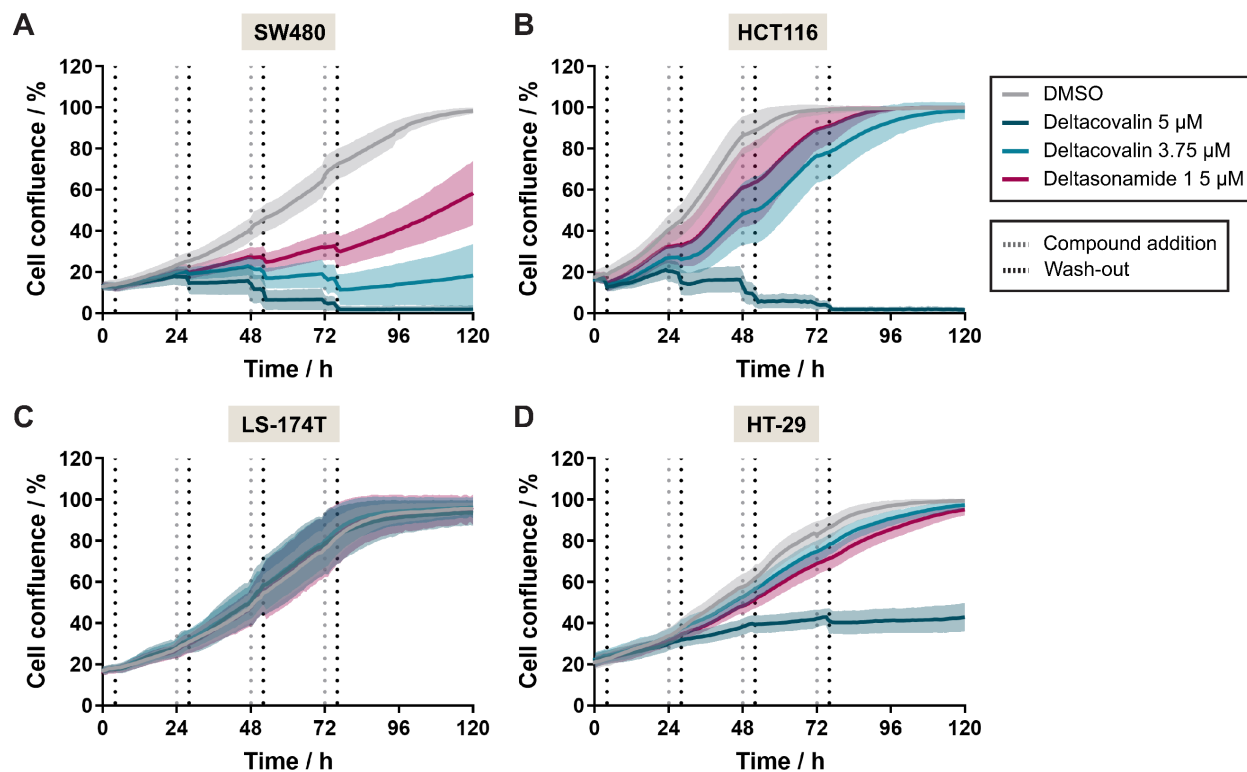 A
SW480
Cell confluence / %
120
100
80
60
40
20
0
0 24 48 72 96 120
Time / h
B
HCT116
Cell confluence / %
120
100
80
60
40
20
0
0 24 48 72 96 120
Time / h
DMSO
Deltacovalin 5 µM
Deltacovalin 3.75 µM
Deltasonamide 1 5 µM
Compound addition
Wash-out
C
LS-174T
Cell confluence / %
120
100
80
60
40
20
0
0 24 48 72 96 120
Time / h
D
HT-29
Cell confluence / %
120
100
80
60
40
20
0
0 24 48 72 96 120
Time / h